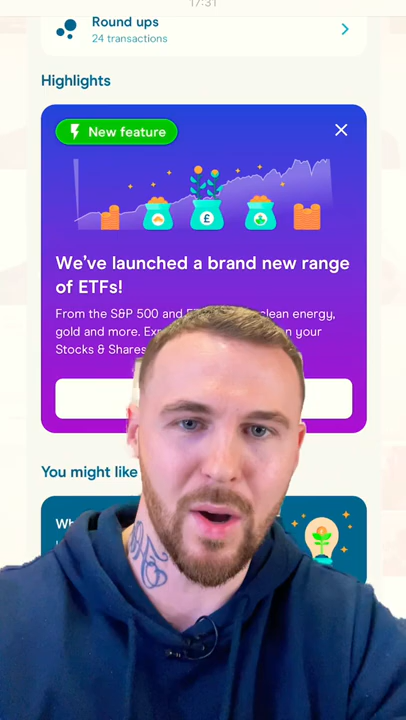 17:31
Round ups
24 transactions
Highlights
New feature
£
We've launched a brand new range
of ETFs!
From the S&P 500 and clean energy,
gold and more. on your
Stocks & Shares
You might like